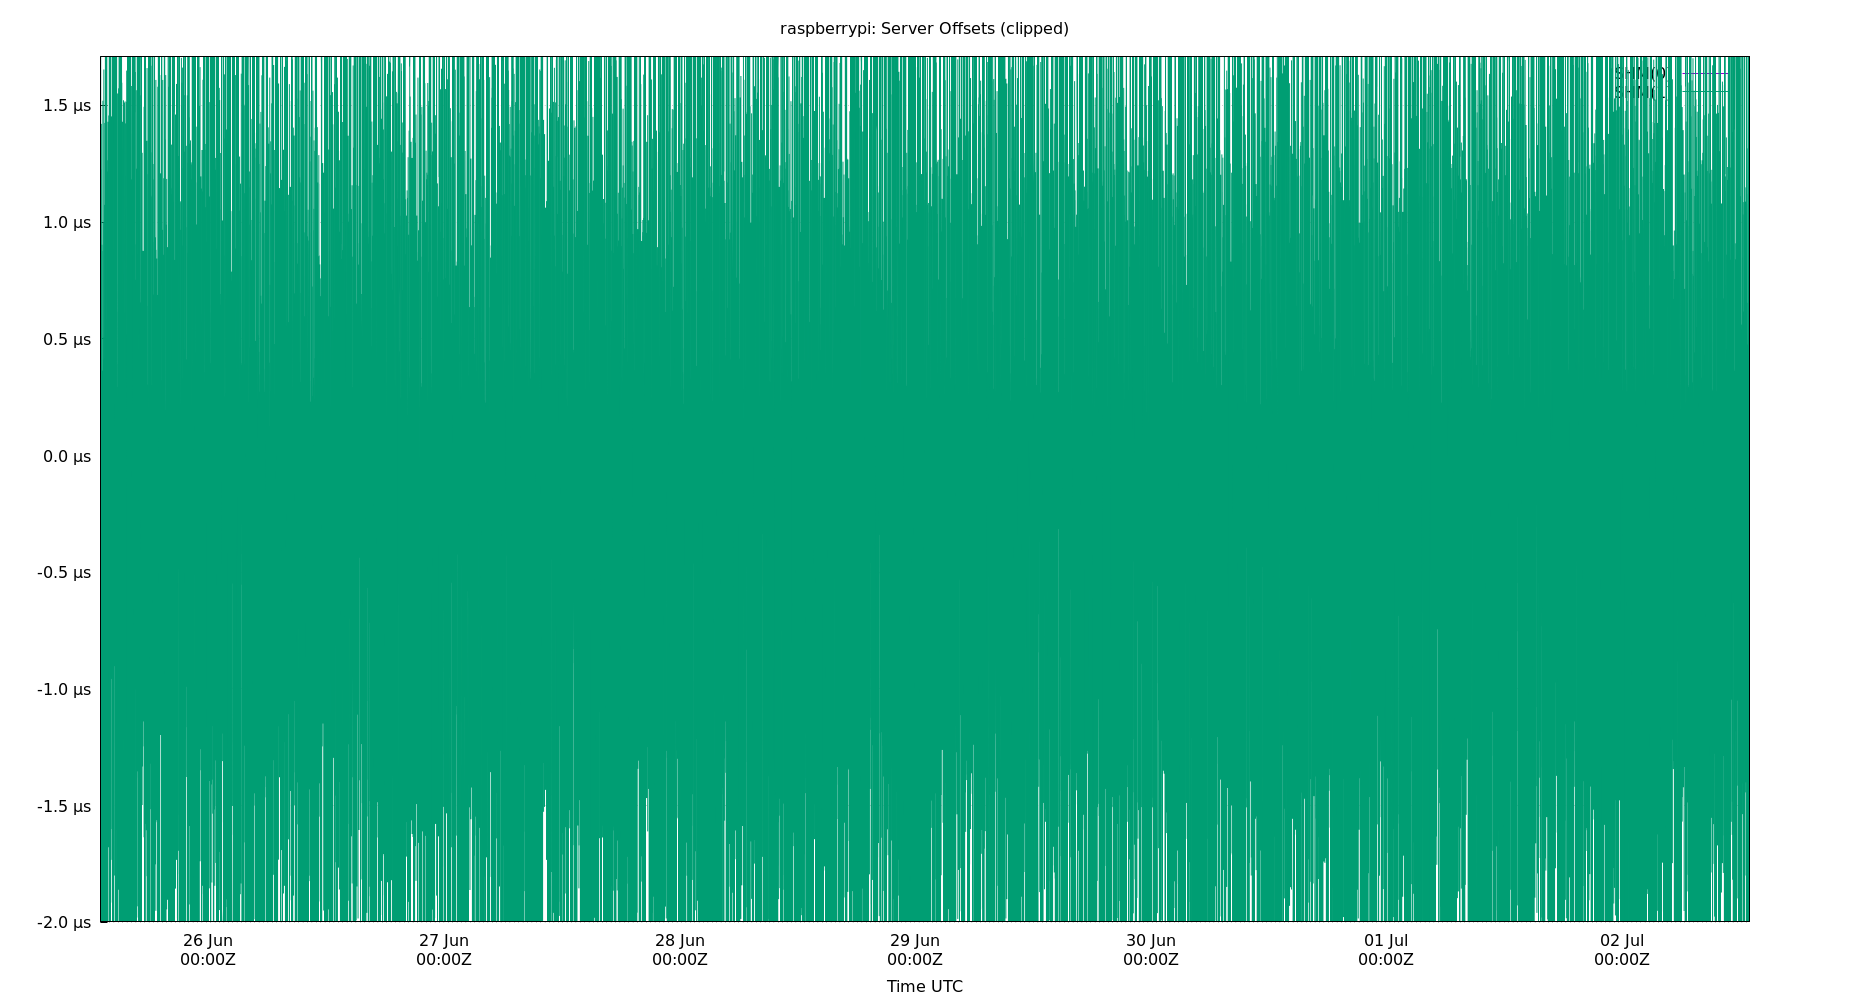 raspberrypi: Server Offsets (clipped)
SHM(0)
1.5 µs
1.0 µs
0.5 µs
0.0 µs
-0.5 µs
-1.0 µs
-1.5 µs
-2.0 µs
26 Jun 27 Jun 28 Jun 29 Jun 30 Jun 01 Jul 02 Jul
00:00Z 00:00Z 00:00Z 00:00Z 00:00Z 00:00Z 00:00Z
Time UTC